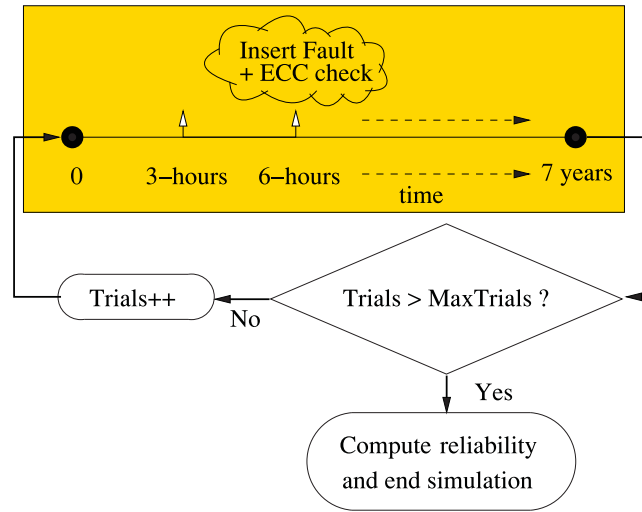 Insert Fault
+ ECC check
0
3-hours
6-hours
time
7 years
Trials++
No
Trials > MaxTrials ?
Yes
Compute reliability
and end simulation